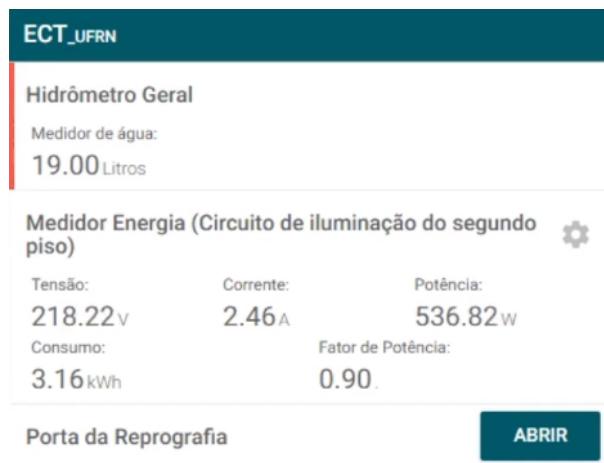 ECT_UFRN
Hidrômetro Geral
Medidor de água:
19.00 Litros
Medidor Energia (Circuito de iluminação do segundo
piso)
Tensão: Corrente: Potência:
218.22 V 2.46 A 536.82 W
Consumo: Fator de Potência:
3.16 kWh 0.90 .
Porta da Reprografia ABRIR